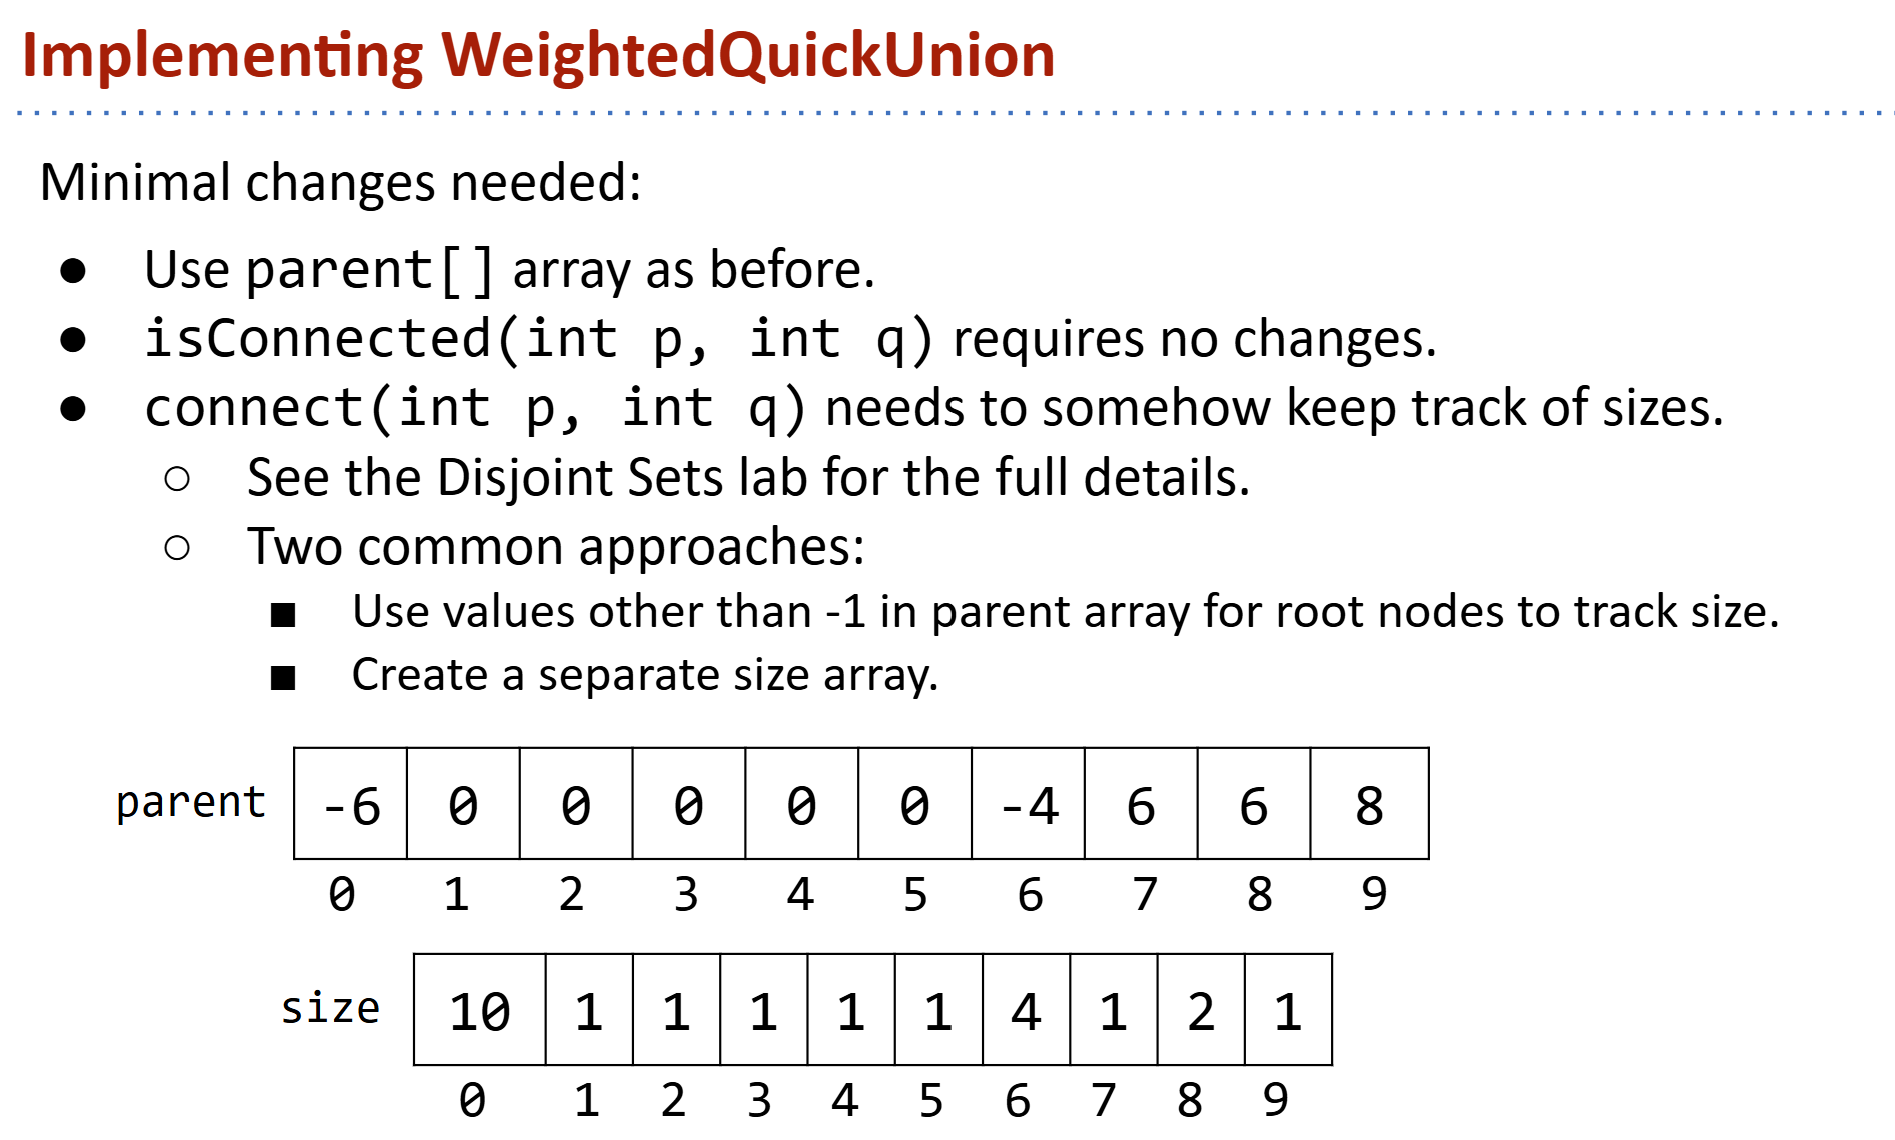 Implementing WeightedQuickUnion
Minimal changes needed:
● Use parent[] array as before.
● isConnected(int p, int q) requires no changes.
● connect(int p, int q) needs to somehow keep track of sizes.
○ See the Disjoint Sets lab for the full details.
○ Two common approaches:
■ Use values other than -1 in parent array for root nodes to track size.
■ Create a separate size array.
parent -6 0 0 0 0 0 -4 6 6 8
0 1 2 3 4 5 6 7 8 9
size 10 1 1 1 1 1 4 1 2 1
0 1 2 3 4 5 6 7 8 9